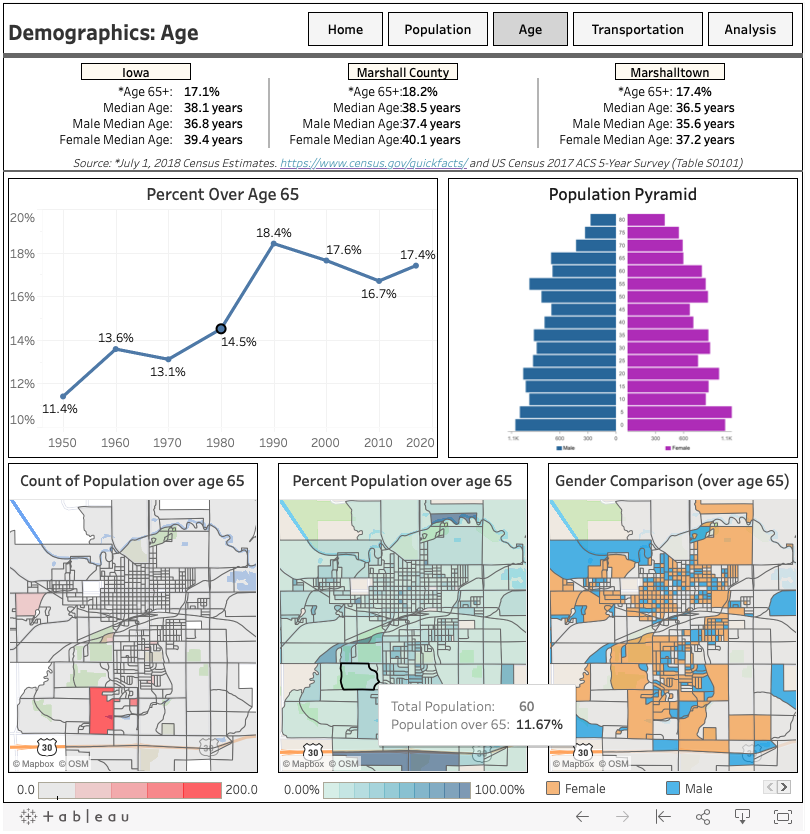 Demographics: Age
Home
Population
Age
Transportation
Analysis
Iowa
*Age 65+: 17.1%
Median Age: 38.1 years
Male Median Age: 36.8 years
Female Median Age: 39.4 years
Marshall County
*Age 65+:18.2%
Median Age:38.5 years
Male Median Age:37.4 years
Female Median Age:40.1 years
Marshalltown
*Age 65+: 17.4%
Median Age: 36.5 years
Male Median Age: 35.6 years
Female Median Age: 37.2 years
Source: *July 1, 2018 Census Estimates. https://www.census.gov/quickfacts/ and US Census 2017 ACS 5-Year Survey (Table S0101)
Percent Over Age 65
20%
18%
16%
14%
12%
10%
11.4%
13.6%
13.1%
14.5%
18.4%
17.6%
16.7%
17.4%
1950 1960 1970 1980 1990 2000 2010 2020
Population Pyramid
80
75
70
65
60
55
50
45
40
35
30
25
20
15
10
5
0
1.1K 600 300 0 0 300 600 1.1K
Male Female
Count of Population over age 65
30
© Mapbox © OSM
0.0 200.0
Percent Population over age 65
Total Population: 60
Population over 65: 11.67%
30
© Mapbox © OSM
0.00% 100.00%
Gender Comparison (over age 65)
30
© Mapbox © OSM
Female Male
+ a b | e a u